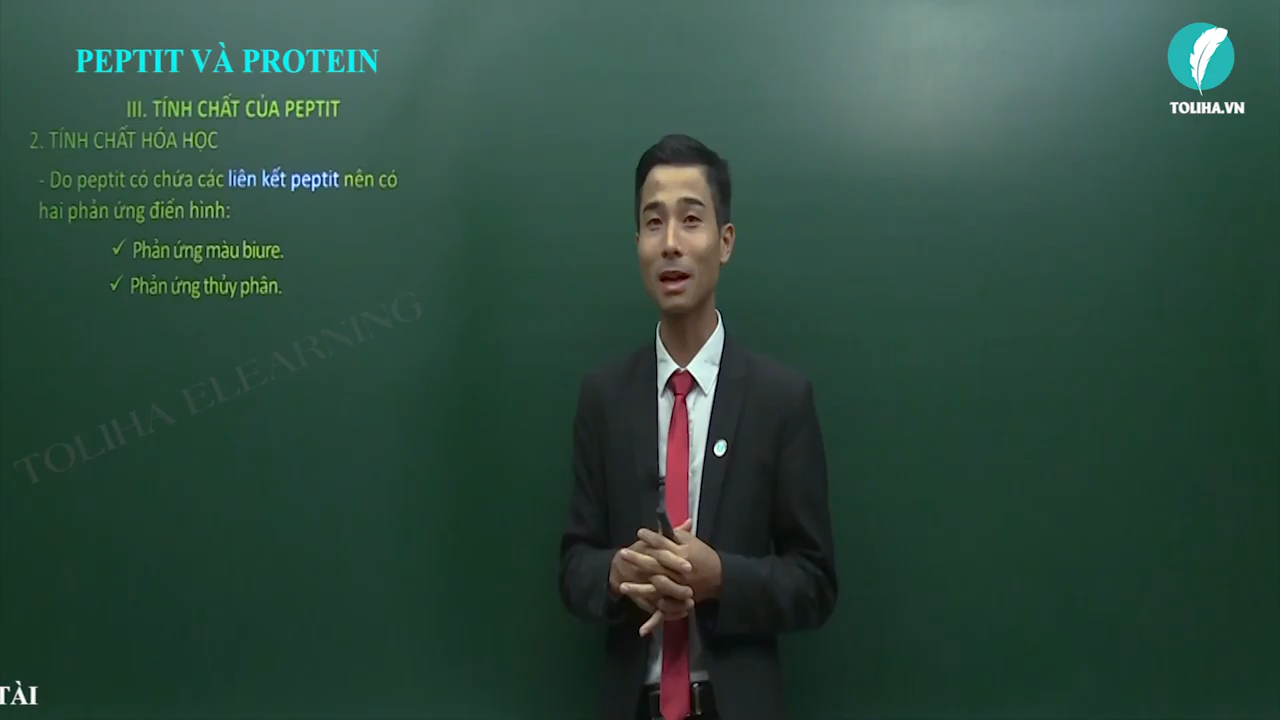 PEPTIT VÀ PROTEIN
TOLIHA.VN
III. TÍNH CHẤT CỦA PEPTIT
2. TÍNH CHẤT HÓA HỌC
- Do peptit có chứa các liên kết peptit nên có
hai phản ứng điển hình:
✓ Phản ứng màu biure.
✓ Phản ứng thủy phân.
TOLIHA ELEARNING
TÀI